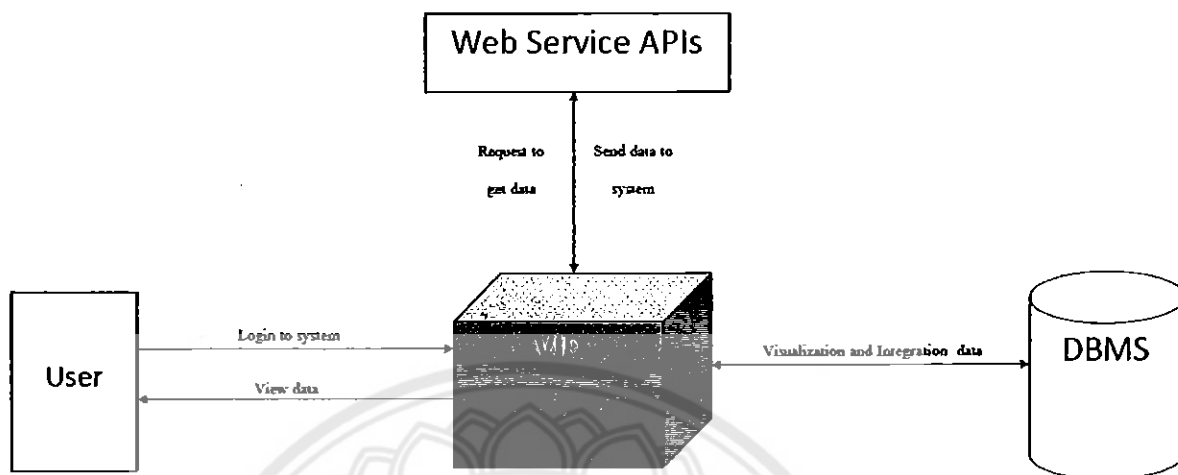 Web Service APIs
Request to
get data
Send data to
system
Login to system
User
View data
Visualization and Integration data
DBMS